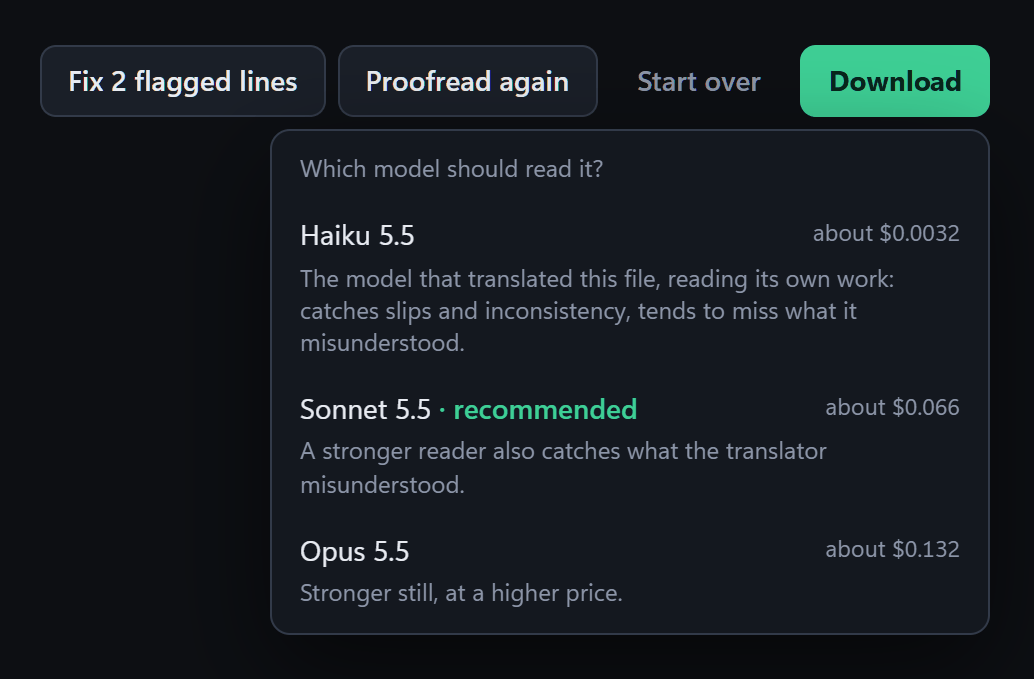 Fix 2 flagged lines
Proofread again
Start over
Download
Which model should read it?
Haiku 5.5
about $0.0032
The model that translated this file, reading its own work:
catches slips and inconsistency, tends to miss what it
misunderstood.
Sonnet 5.5 · recommended
about $0.066
A stronger reader also catches what the translator
misunderstood.
Opus 5.5
about $0.132
Stronger still, at a higher price.